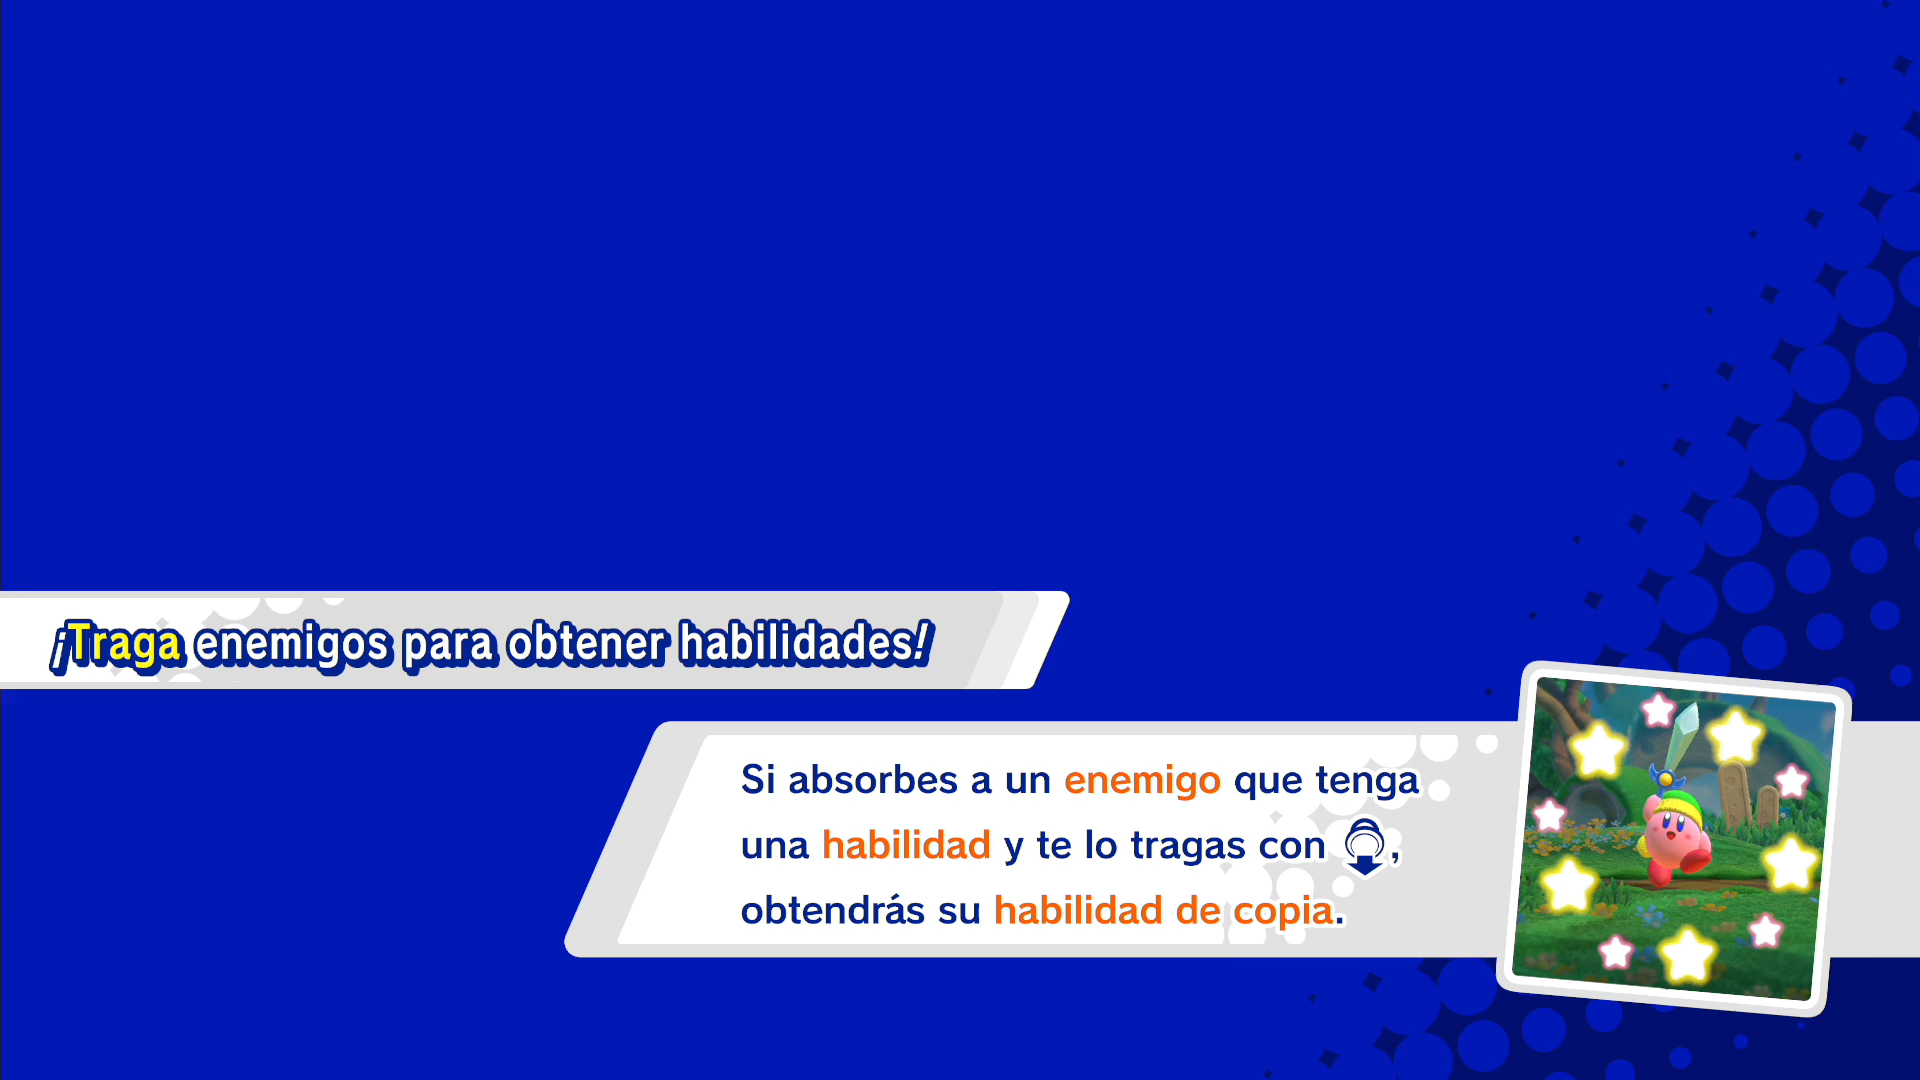 ¡Traga enemigos para obtener habilidades!
Si absorbes a un enemigo que tenga
una habilidad y te lo tragas con ,
obtendrás su habilidad de copia.